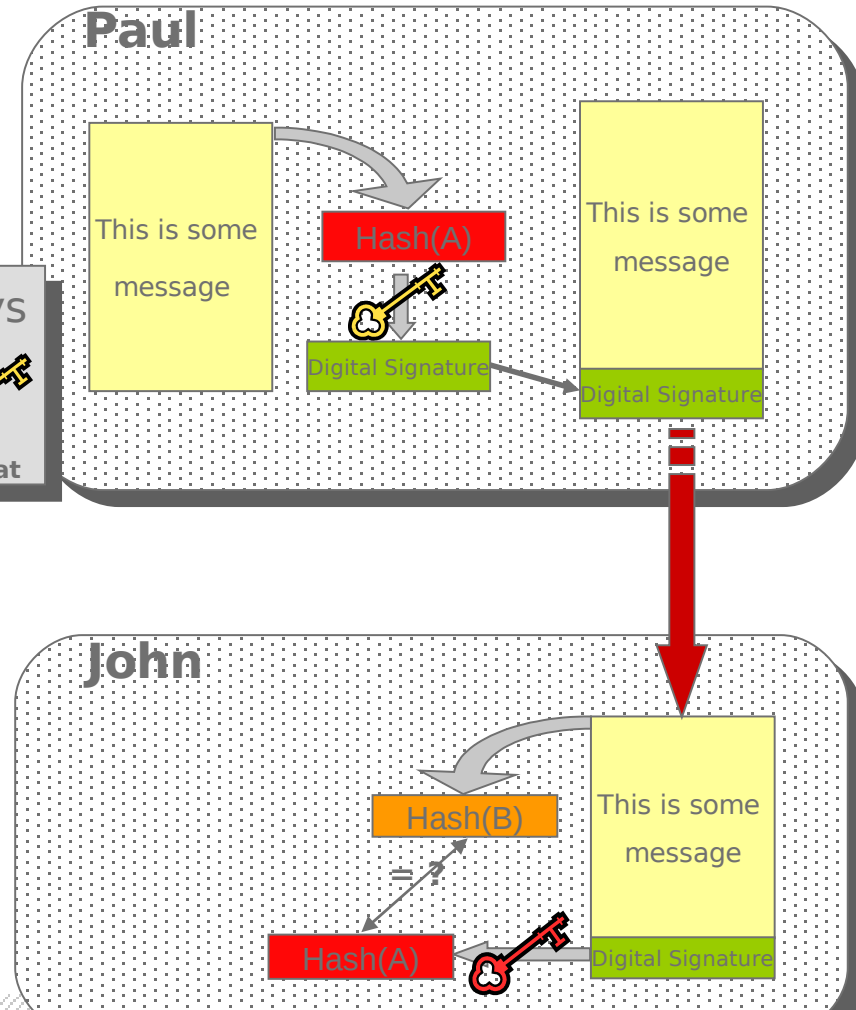 Paul
This is some
message
Hash(A)
Digital Signature
This is some
message
Digital Signature
John
Hash(B)
= ?
Hash(A)
This is some
message
Digital Signature